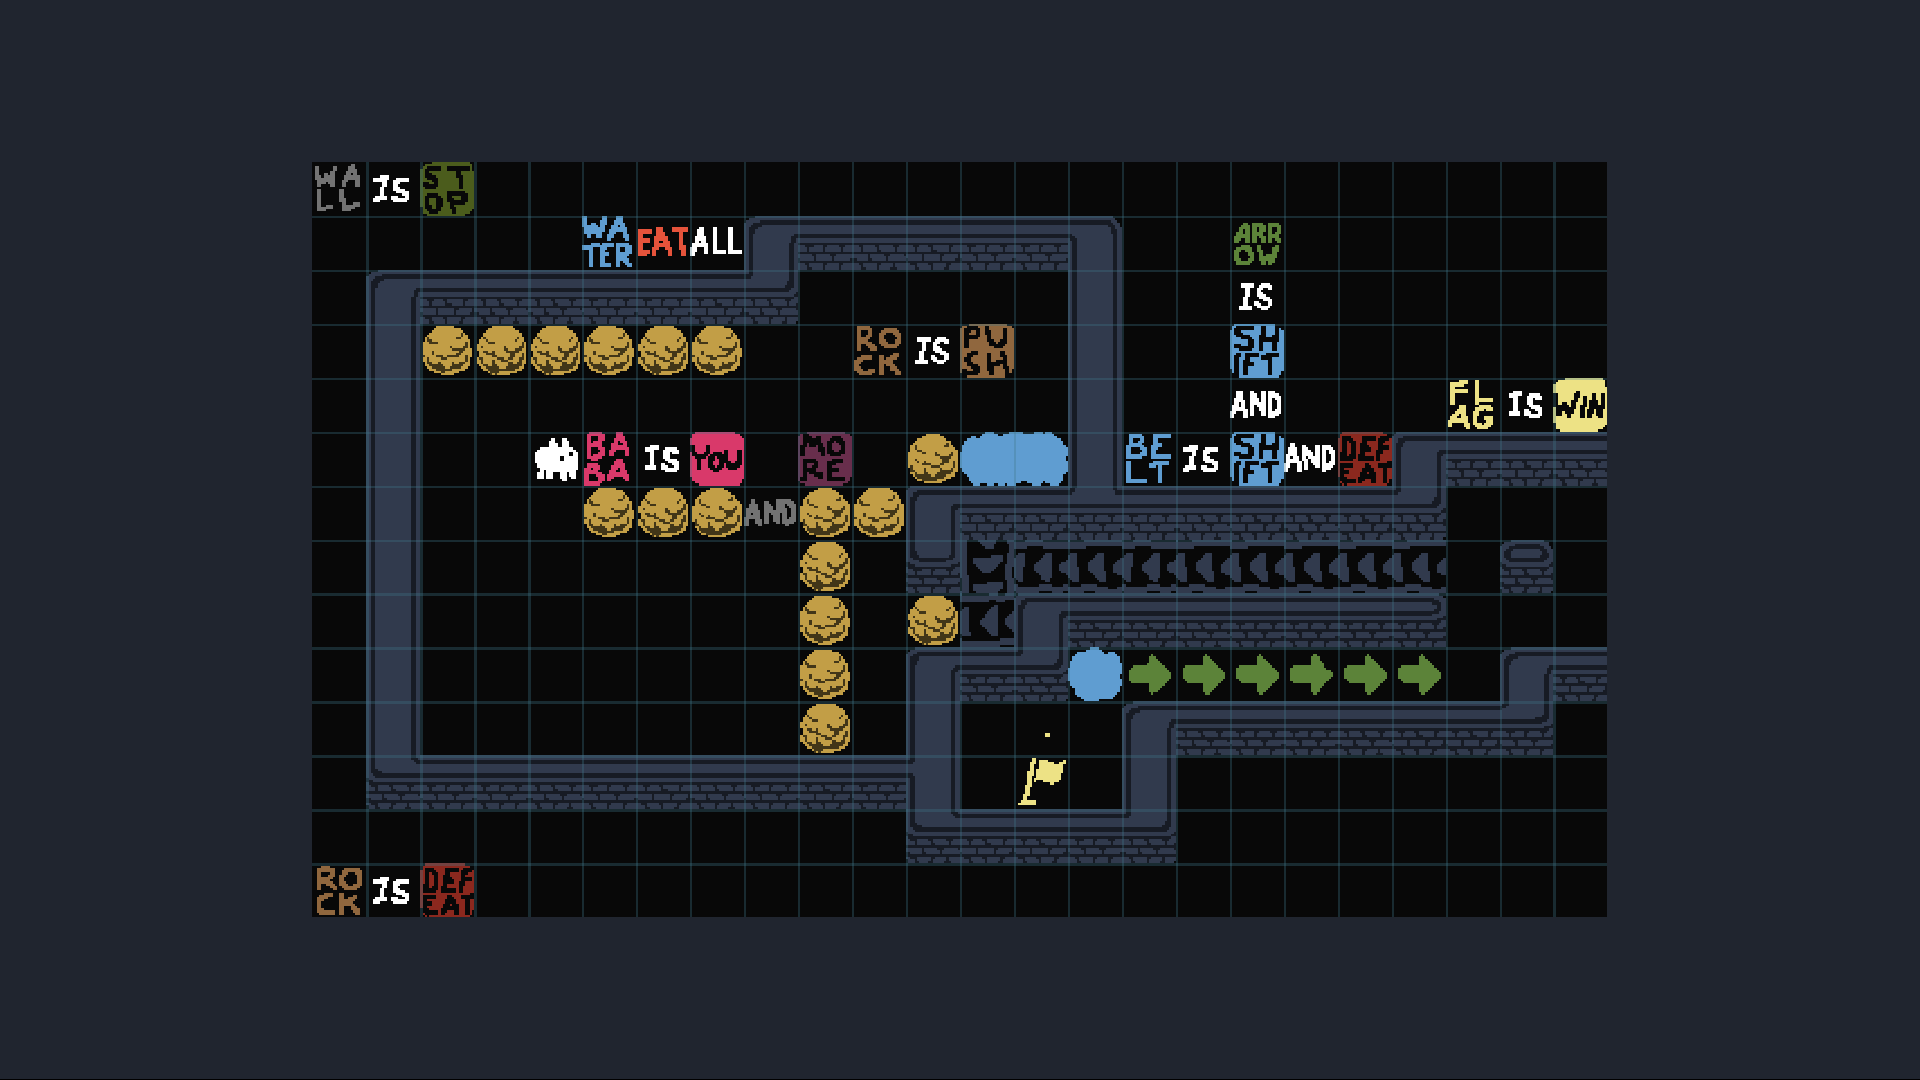 WALL IS STOP
WATER EAT ALL
ARROW
IS
ROCK IS PUSH
SHIFT
AND
FLAG IS WIN
BABA IS YOU
MORE
BELT IS SHIFT AND DEFEAT
AND
ROCK IS DEFEAT